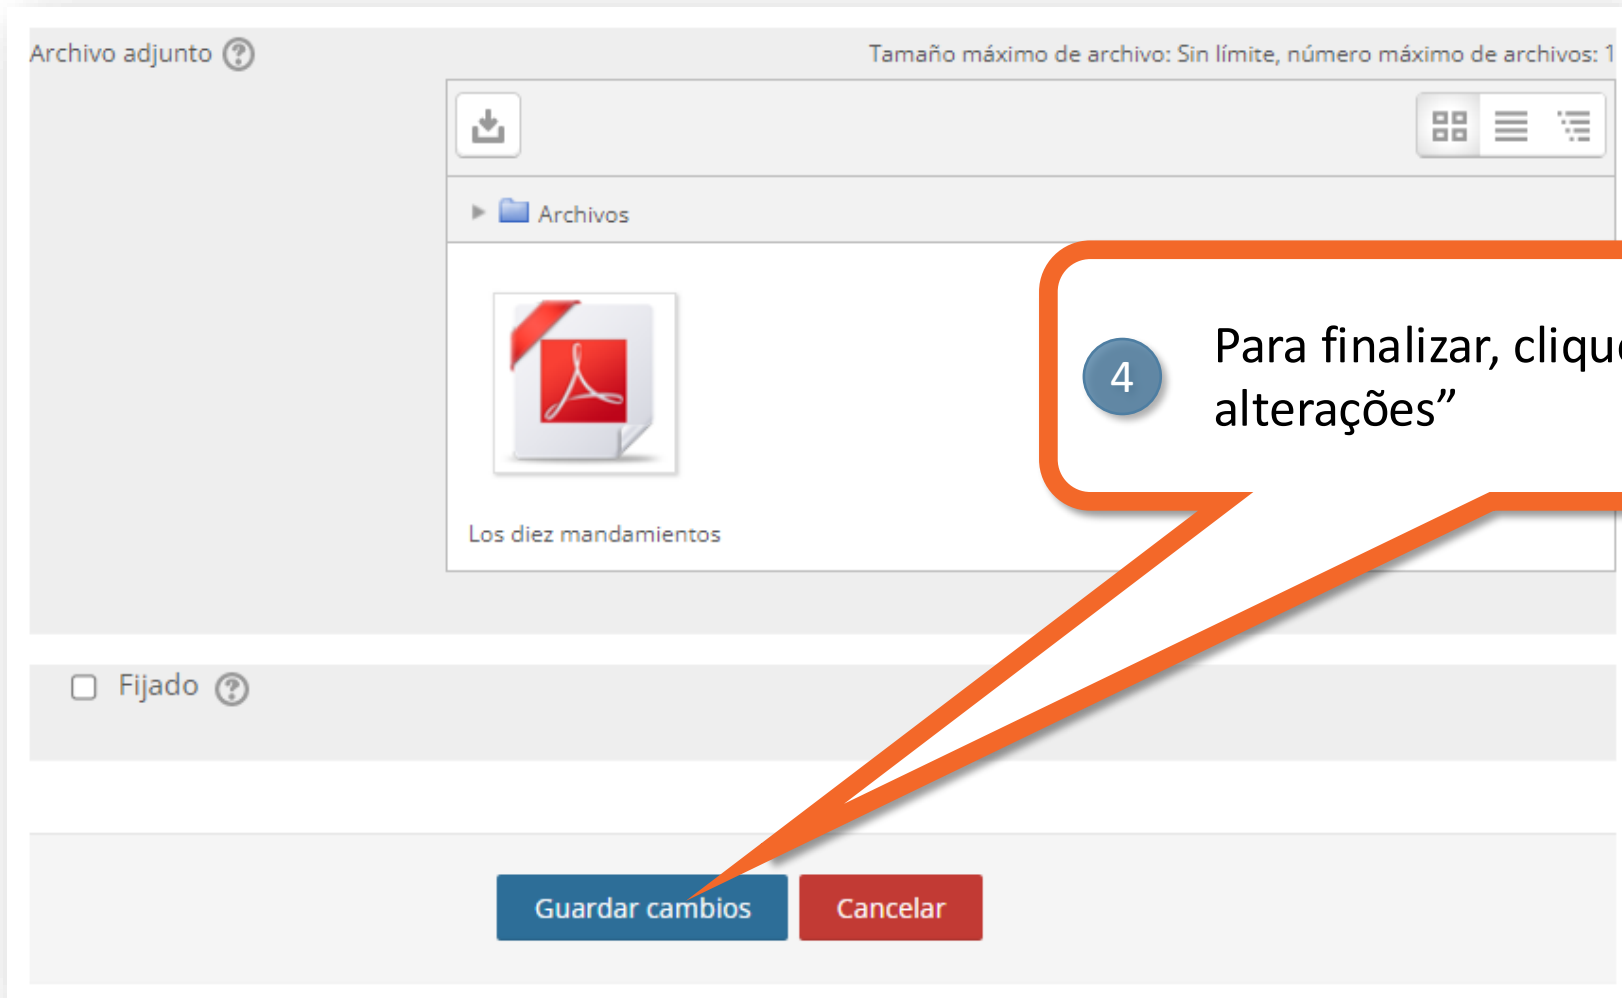 Archivo adjunto
Tamaño máximo de archivo: Sin límite, número máximo de archivos: 1
Archivos
Los diez mandamientos
4
Para finalizar,
alterações”
Fijado
Guardar cambios
Cancelar